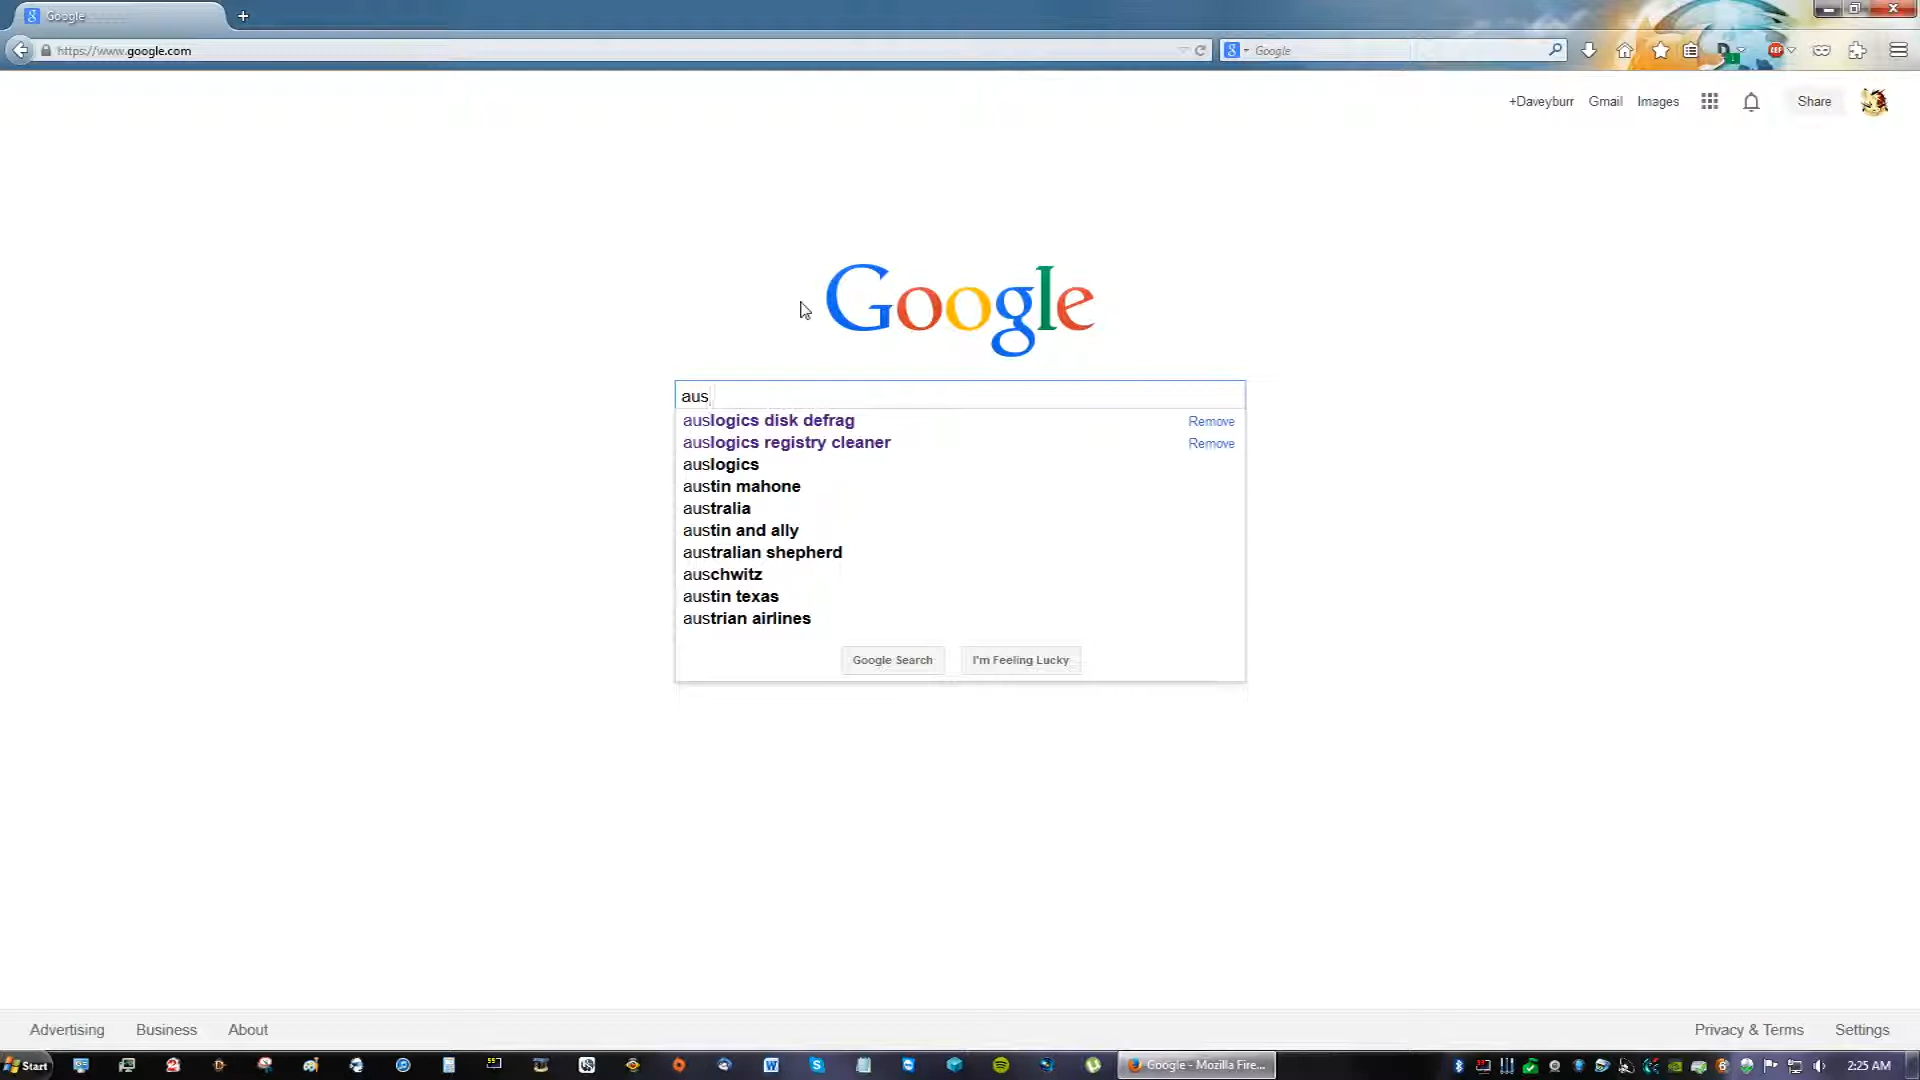 Google
https://www.google.com
Google
+Daveyburr Gmail Images Share
Google
aus
auslogics disk defrag Remove
auslogics registry cleaner Remove
auslogics
austin mahone
australia
austin and ally
australian shepherd
auschwitz
austin texas
austrian airlines
Google Search I'm Feeling Lucky
Advertising Business About Privacy & Terms Settings
Start Google - Mozilla Fire... 2:25 AM